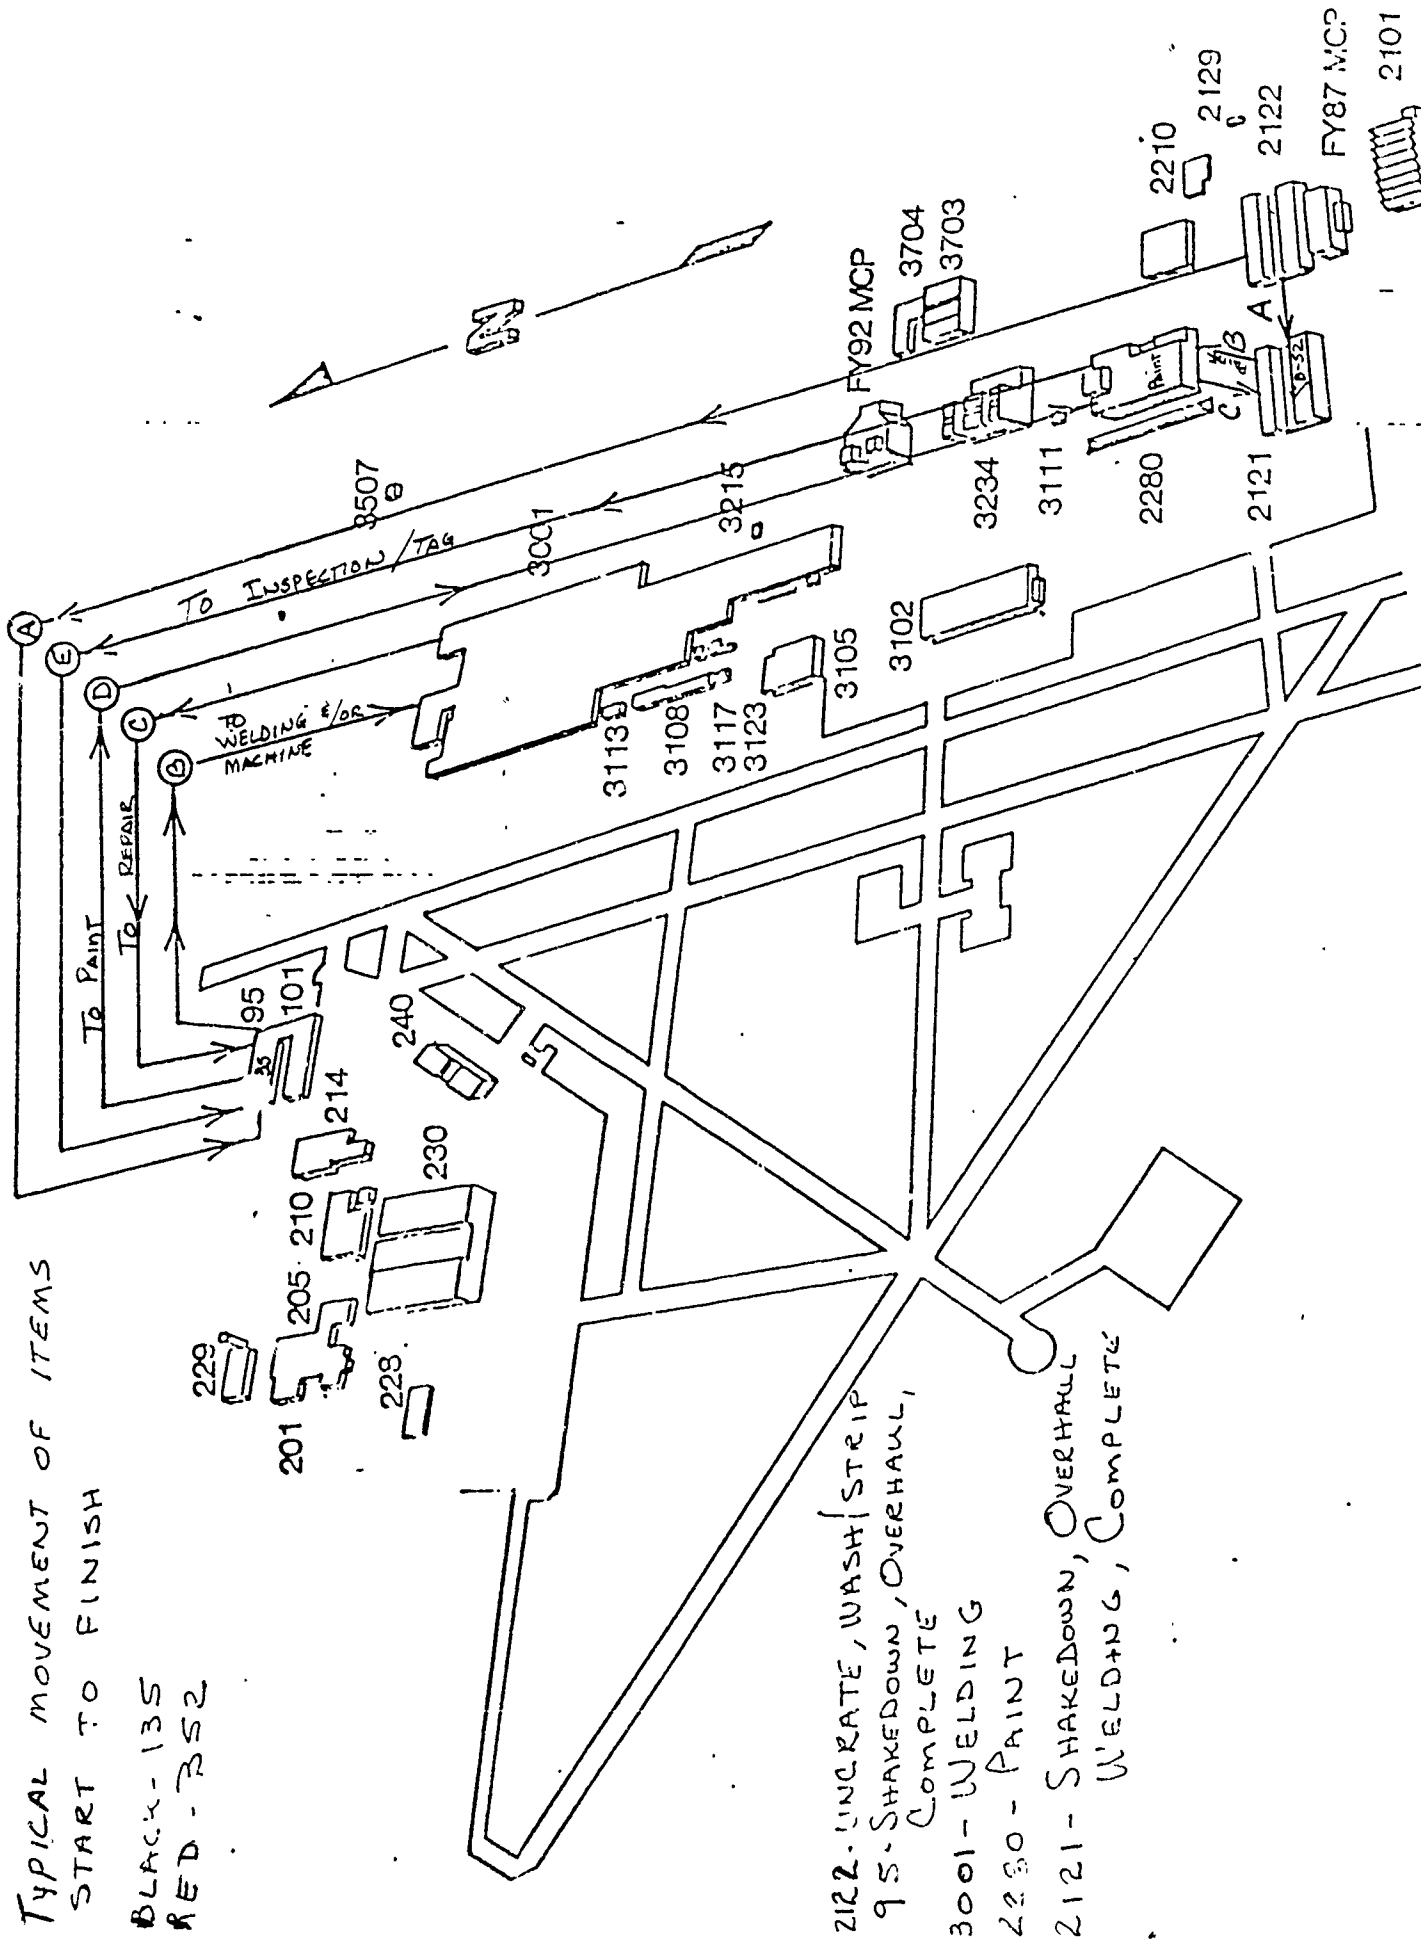 TYPICAL MOVEMENT OF ITEMS
START TO FINISH
BLACK-135
RED-B52
229
201
205
210
214
95
101
35
228
230
240
A
E
D
C
B
To PAINT
To REPAIR
TO
WELDING &/OR
MACHINE
TO INSPECTION/TAG
N
3507
3001
3215
3113
3108
3117
3123
3105
3102
FY92 MCP
3704
3703
3234
3111
2280
PAINT
2121
B-52
A
B
C
2210
2129
2122
FY87 MCP
2101
2122-UNCRATE, WASH/STRIP
95-SHAKEDOWN, OVERHAUL,
COMPLETE
3001-WELDING
2280-PAINT
2121-SHAKEDOWN, OVERHALL
WELDING, COMPLETE